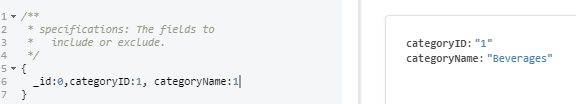 1 /**
2  * specifications: The fields to
3  *   include or exclude.
4  */
5 {
6   _id:0,categoryID:1, categoryName:1
7 }
categoryID: "1"
categoryName: "Beverages"